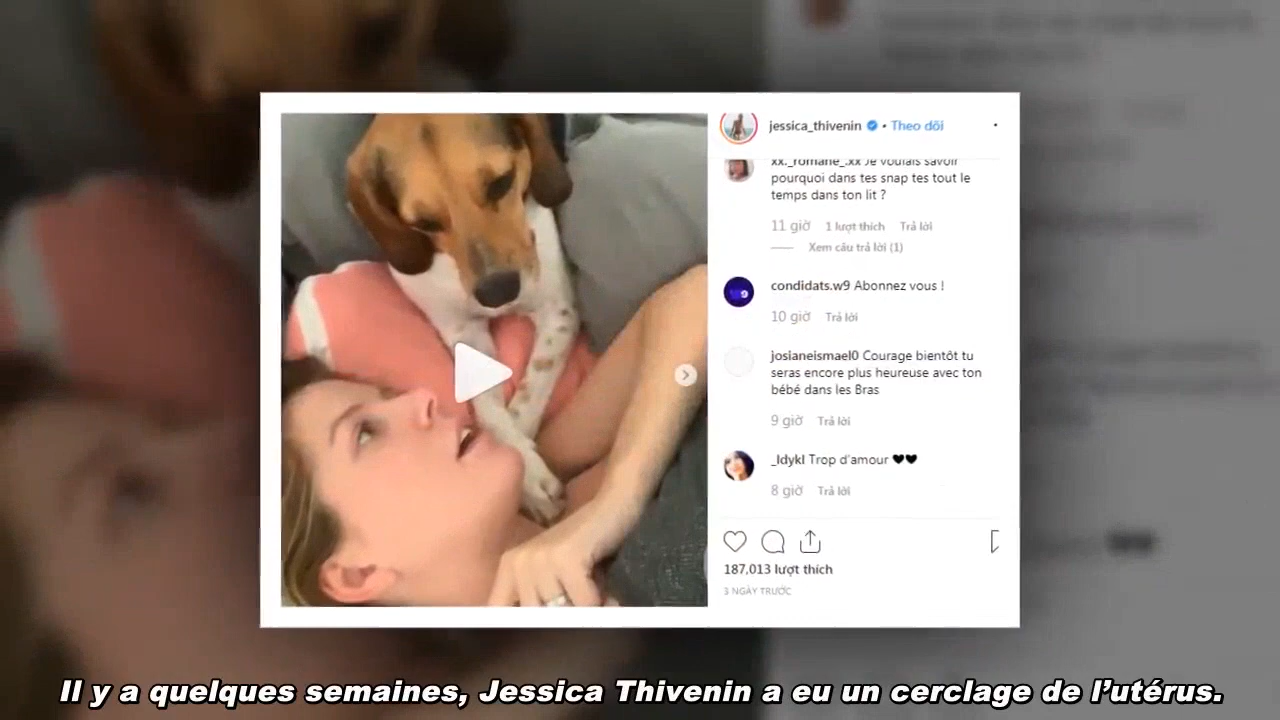 jessica_thivenin • Theo dõi
xx._romane_.xx Je voulais savoir
pourquoi dans tes snap tes tout le
temps dans ton lit ?
11 giờ 1 lượt thích Trả lời
Xem câu trả lời (1)
condidats.w9 Abonnez vous !
10 giờ Trả lời
josianeismael0 Courage bientôt tu
seras encore plus heureuse avec ton
bébé dans les Bras
9 giờ Trả lời
_ldykl Trop d'amour 🖤🖤
8 giờ Trả lời
187,013 lượt thích
3 NGÀY TRƯỚC
Il y a quelques semaines, Jessica Thivenin a eu un cerclage de l'utérus.